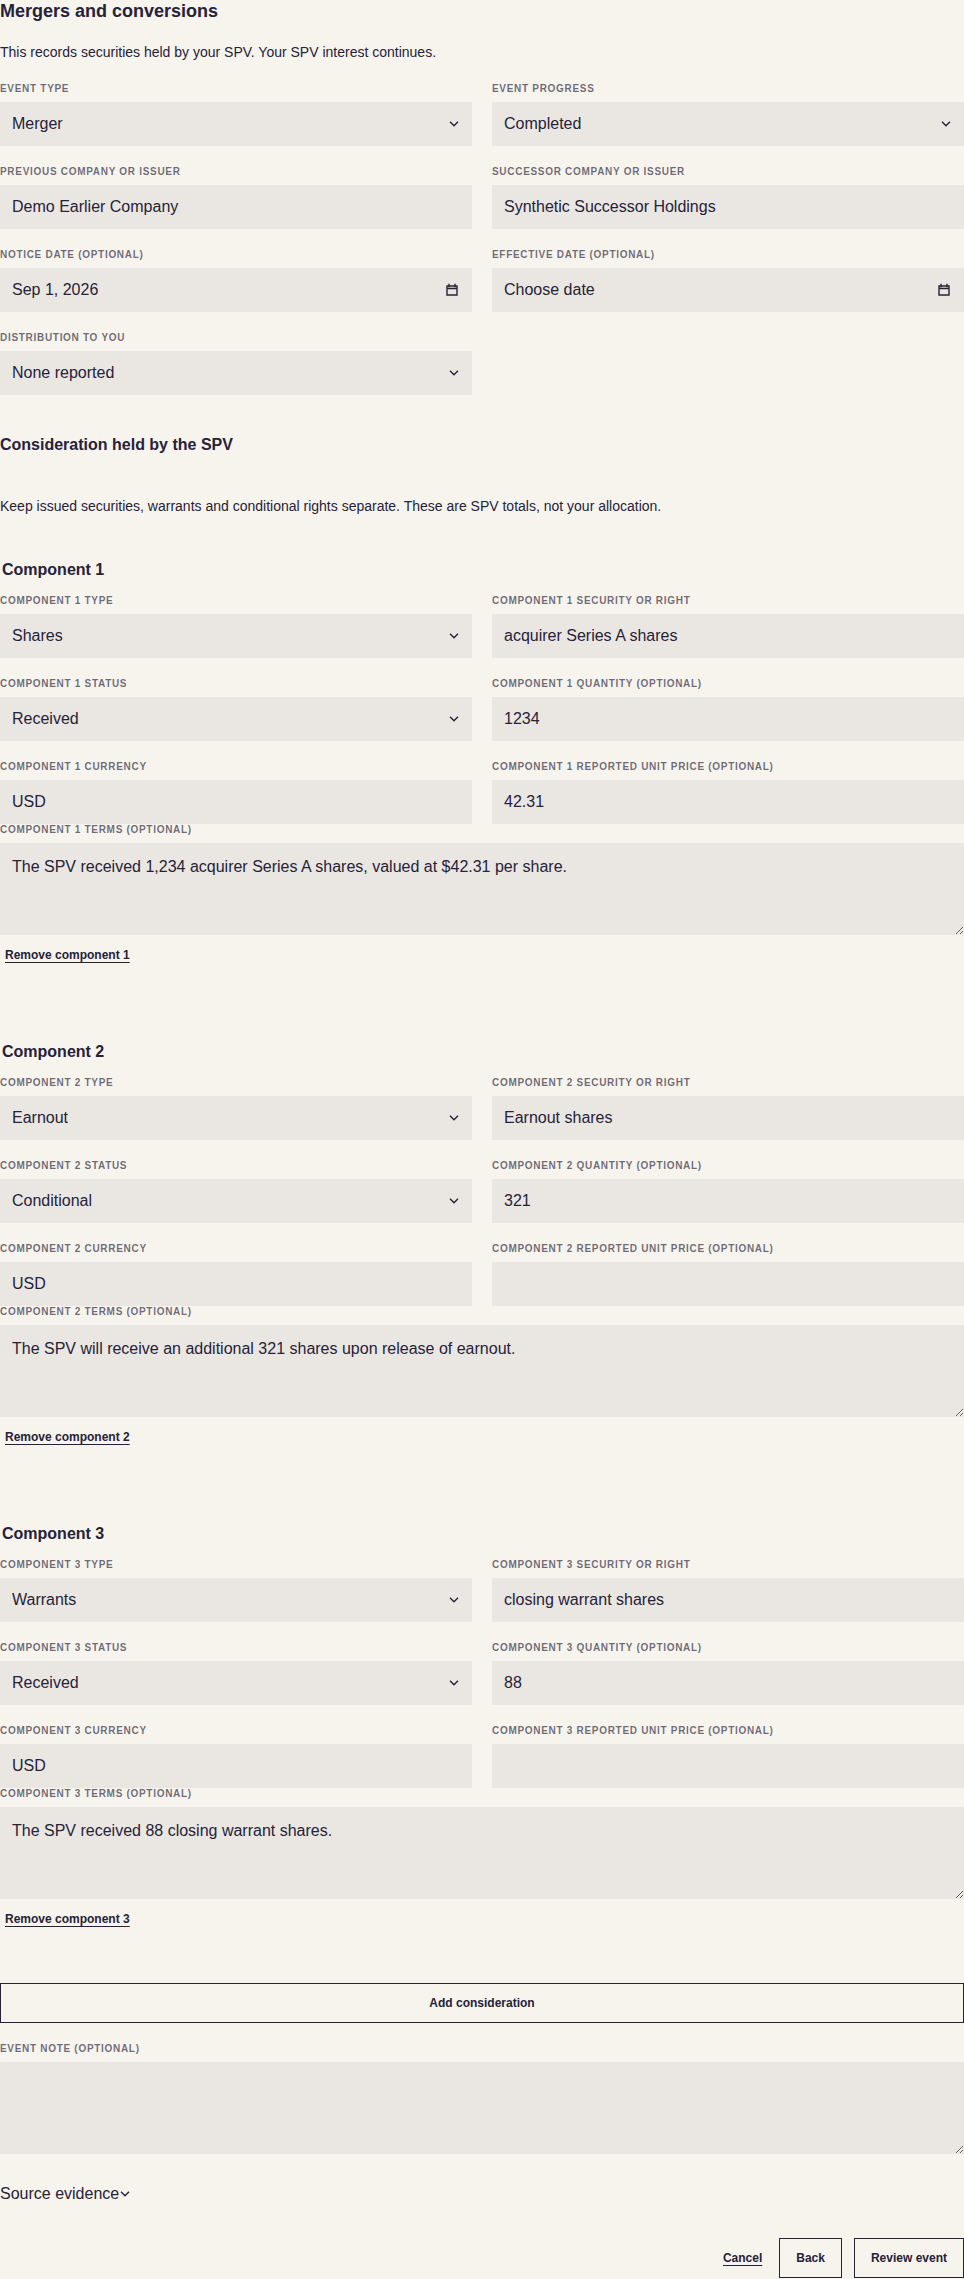 Mergers and conversions
This records securities held by your SPV. Your SPV interest continues.
EVENT TYPE
EVENT PROGRESS
Merger
Completed
PREVIOUS COMPANY OR ISSUER
SUCCESSOR COMPANY OR ISSUER
Demo Earlier Company
Synthetic Successor Holdings
NOTICE DATE (OPTIONAL)
EFFECTIVE DATE (OPTIONAL)
Sep 1, 2026
Choose date
DISTRIBUTION TO YOU
None reported
Consideration held by the SPV
Keep issued securities, warrants and conditional rights separate. These are SPV totals, not your allocation.
Component 1
COMPONENT 1 TYPE
COMPONENT 1 SECURITY OR RIGHT
Shares
acquirer Series A shares
COMPONENT 1 STATUS
COMPONENT 1 QUANTITY (OPTIONAL)
Received
1234
COMPONENT 1 CURRENCY
COMPONENT 1 REPORTED UNIT PRICE (OPTIONAL)
USD
42.31
COMPONENT 1 TERMS (OPTIONAL)
The SPV received 1,234 acquirer Series A shares, valued at $42.31 per share.
Remove component 1
Component 2
COMPONENT 2 TYPE
COMPONENT 2 SECURITY OR RIGHT
Earnout
Earnout shares
COMPONENT 2 STATUS
COMPONENT 2 QUANTITY (OPTIONAL)
Conditional
321
COMPONENT 2 CURRENCY
COMPONENT 2 REPORTED UNIT PRICE (OPTIONAL)
USD
COMPONENT 2 TERMS (OPTIONAL)
The SPV will receive an additional 321 shares upon release of earnout.
Remove component 2
Component 3
COMPONENT 3 TYPE
COMPONENT 3 SECURITY OR RIGHT
Warrants
closing warrant shares
COMPONENT 3 STATUS
COMPONENT 3 QUANTITY (OPTIONAL)
Received
88
COMPONENT 3 CURRENCY
COMPONENT 3 REPORTED UNIT PRICE (OPTIONAL)
USD
COMPONENT 3 TERMS (OPTIONAL)
The SPV received 88 closing warrant shares.
Remove component 3
Add consideration
EVENT NOTE (OPTIONAL)
Source evidence
Cancel
Back
Review event